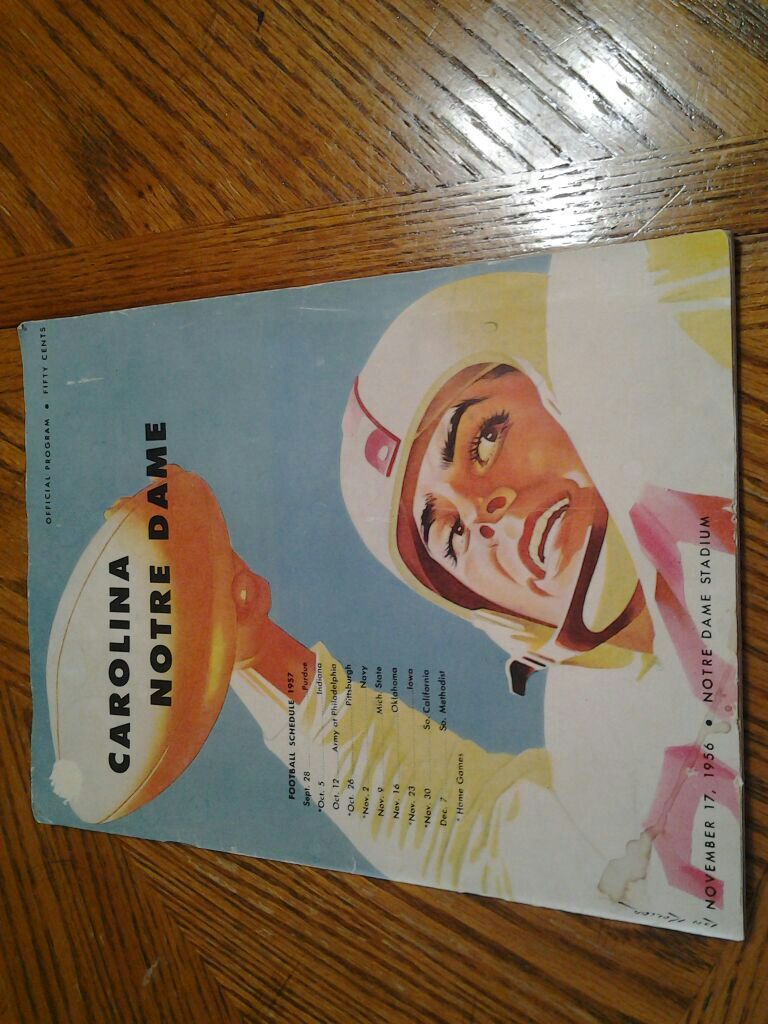 OFFICIAL PROGRAM • FIFTY CENTS
CAROLINA
NOTRE DAME
FOOTBALL SCHEDULE 1957
Sept. 28 Purdue
*Oct. 5 Indiana
Oct. 12 Army at Philadelphia
*Oct. 26 Pittsburgh
*Nov. 2 Navy
Nov. 9 Mich. State
Nov. 16 Oklahoma
*Nov. 23 Iowa
*Nov. 30 So. California
Dec. 7 So. Methodist
* Home Games
NOVEMBER 17, 1956 • NOTRE DAME STADIUM